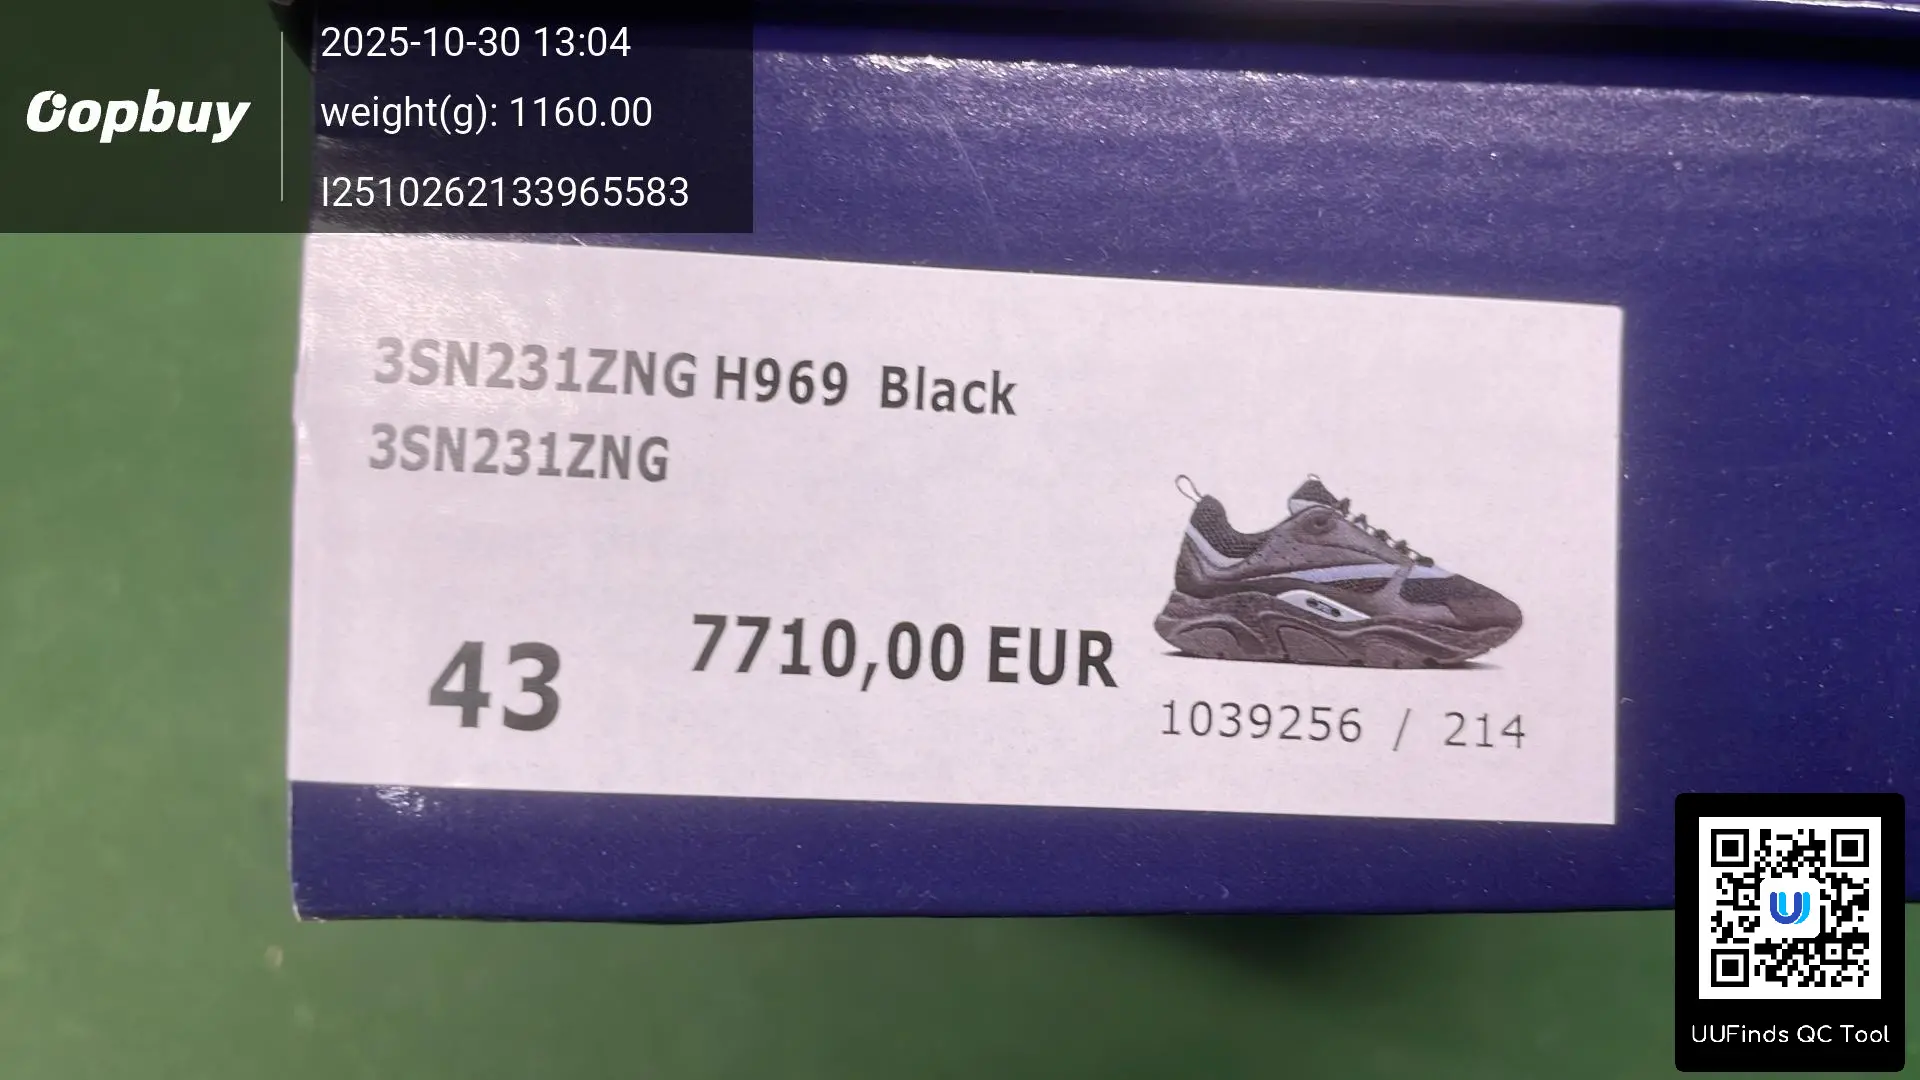 Oopbuy
2025-10-30 13:04
weight(g): 1160.00
I2510262133965583
3SN231ZNG H969 Black
3SN231ZNG
43
7710,00 EUR
1039256 / 214
UUFinds QC Tool